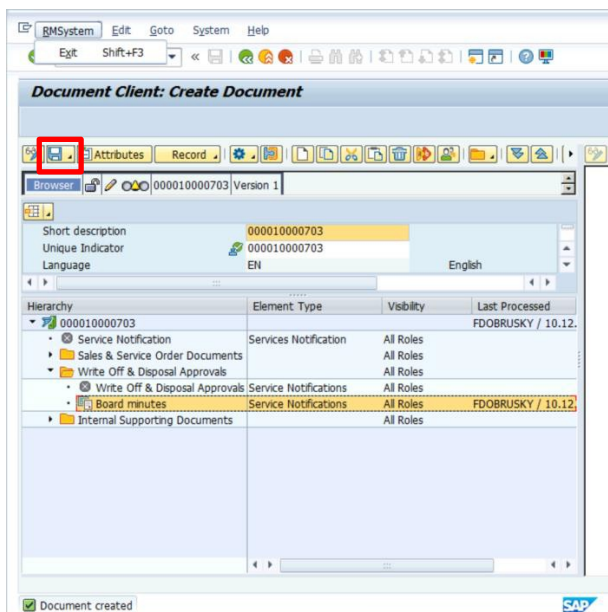 RMSystem Edit Goto System Help
Exit Shift+F3
Document Client: Create Document
Attributes Record
Browser 000010000703 Version 1
Short description 000010000703
Unique Indicator 000010000703
Language EN English
Hierarchy Element Type Visibility Last Processed
000010000703 FDOBRUSKY / 10.12.
Service Notification Services Notification All Roles
Sales & Service Order Documents All Roles
Write Off & Disposal Approvals All Roles
Write Off & Disposal Approvals Service Notifications All Roles
Board minutes Service Notifications All Roles FDOBRUSKY / 10.12.
Internal Supporting Documents All Roles
Document created SAP